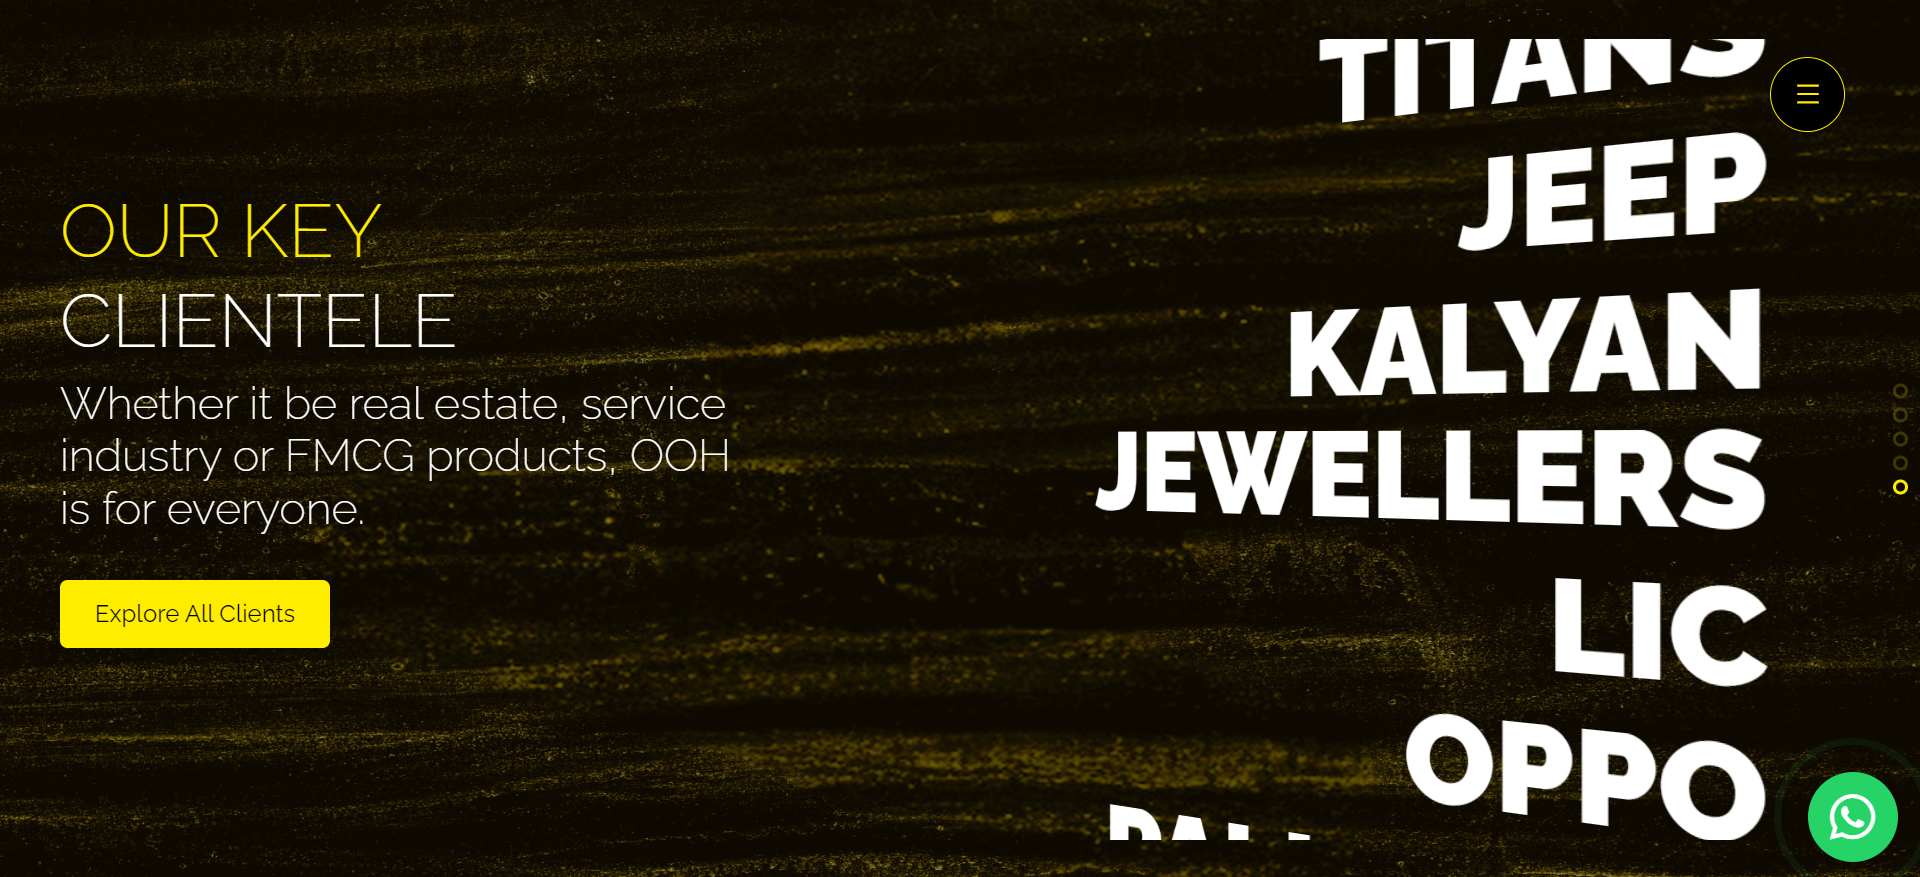 OUR KEY
CLIENTELE
Whether it be real estate, service
industry or FMCG products, OOH
is for everyone.
Explore All Clients
TITANS
JEEP
KALYAN
JEWELLERS
LIC
OPPO